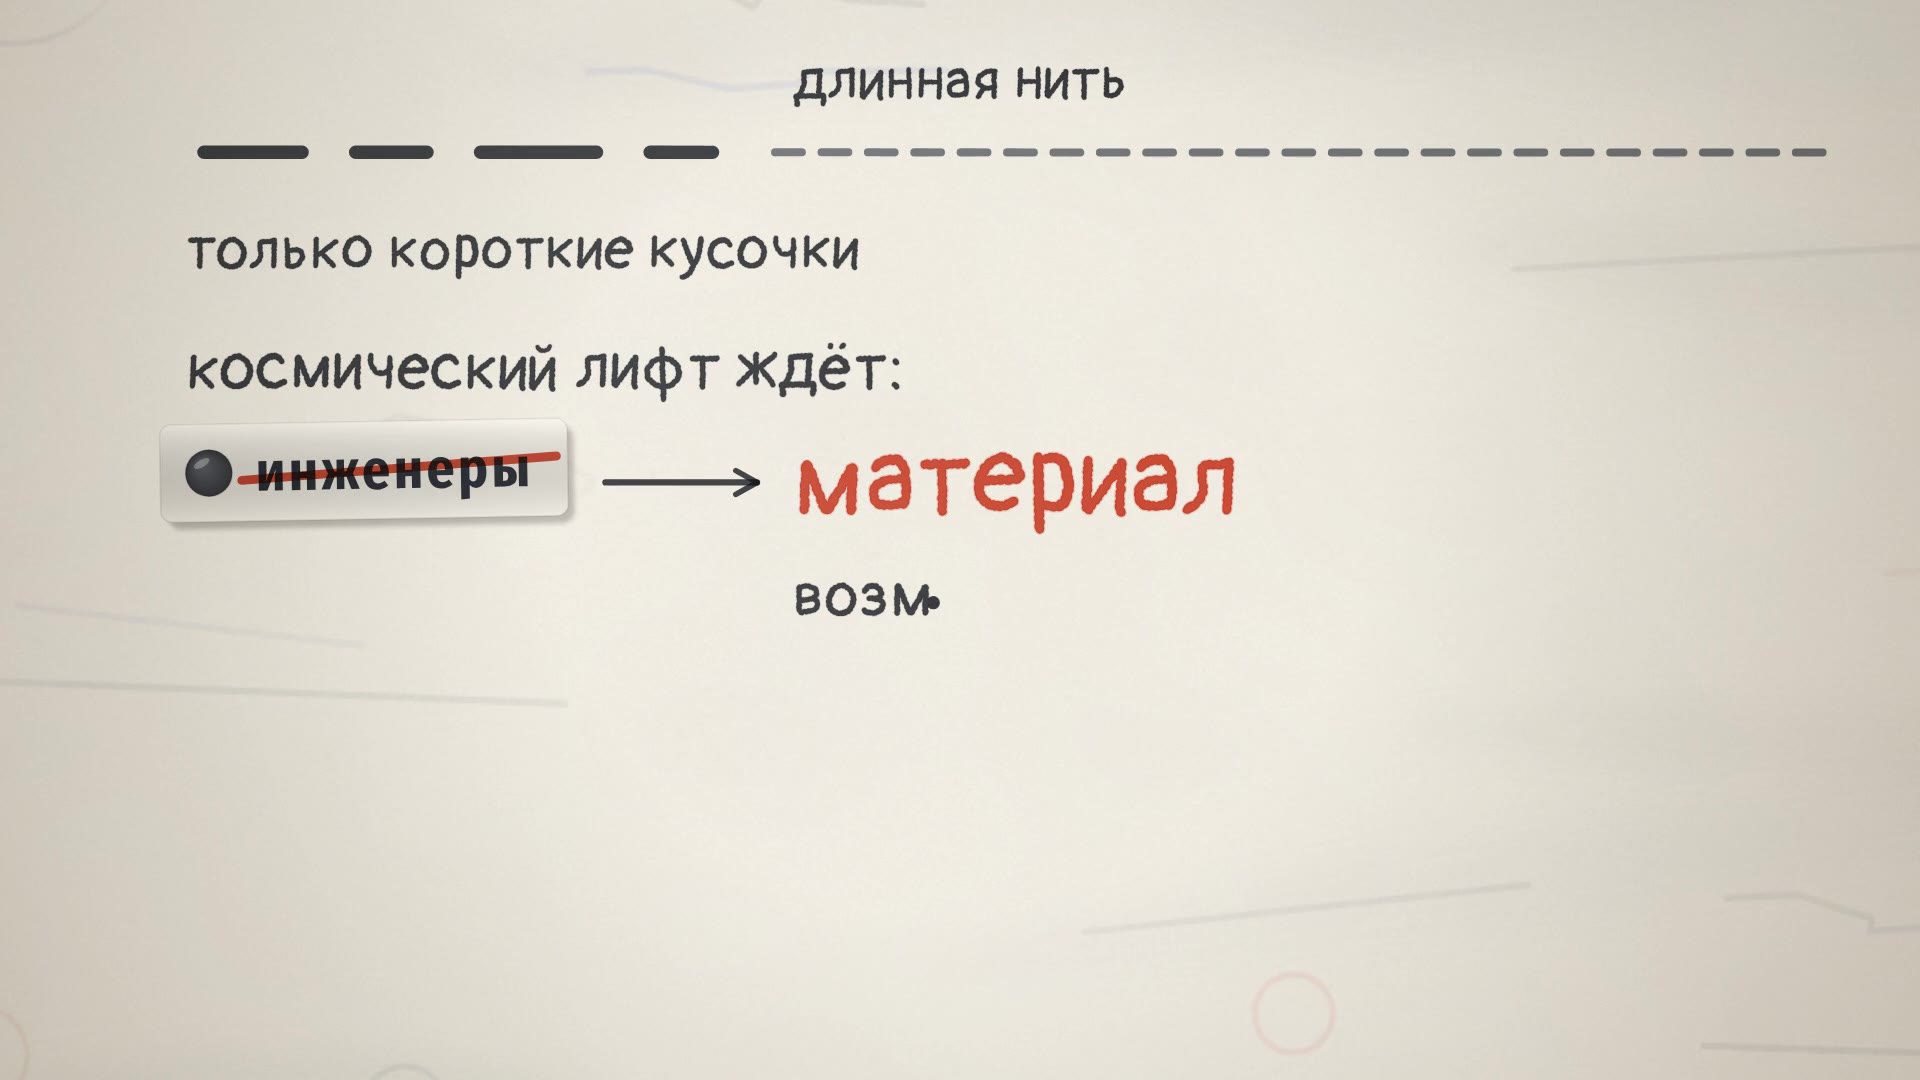 длинная нить
только короткие кусочки
космический лифт ждёт:
инженеры
материал
возм